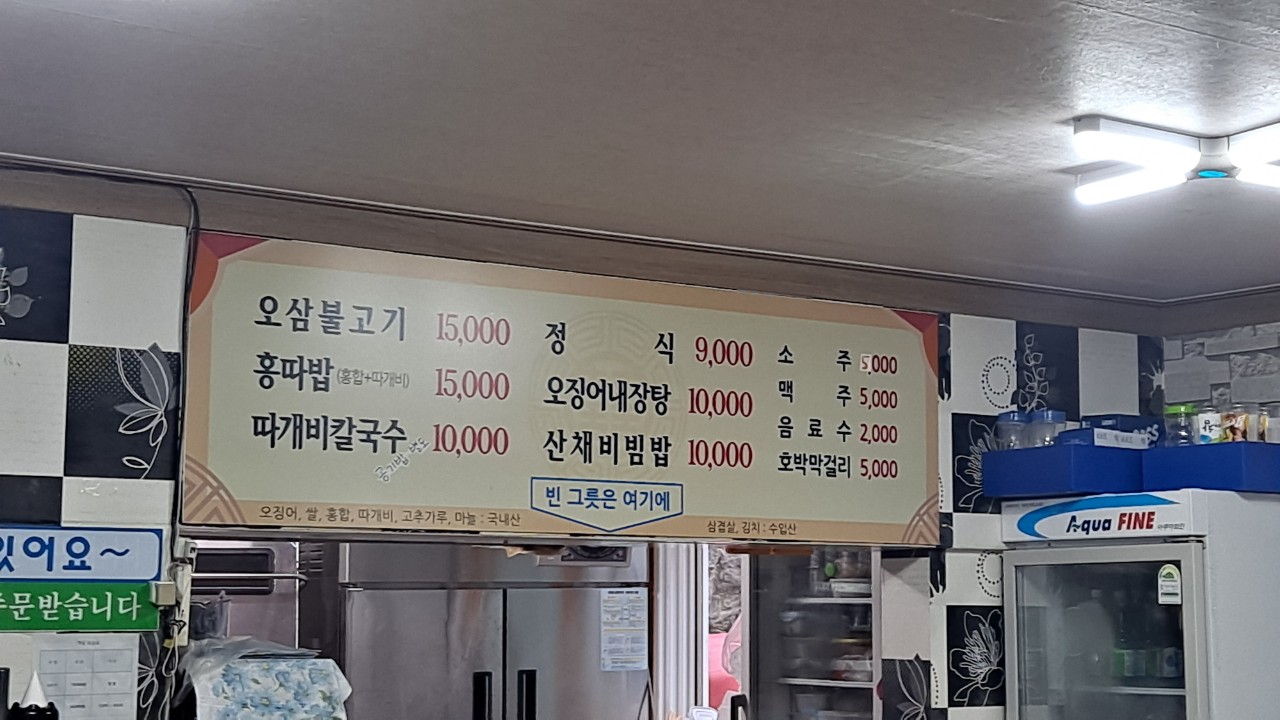 오삼불고기 15,000
홍따밥(홍합+따개비) 15,000
따개비칼국수 10,000
공기밥 별도
정 식 9,000
오징어내장탕 10,000
산채비빔밥 10,000
소 주 5,000
맥 주 5,000
음 료 수 2,000
호박막걸리 5,000
빈 그릇은 여기에
오징어, 쌀, 홍합, 따개비, 고추가루, 마늘 : 국내산
삼겹살, 김치 : 수입산
있어요~
주문받습니다
Aqua FINE